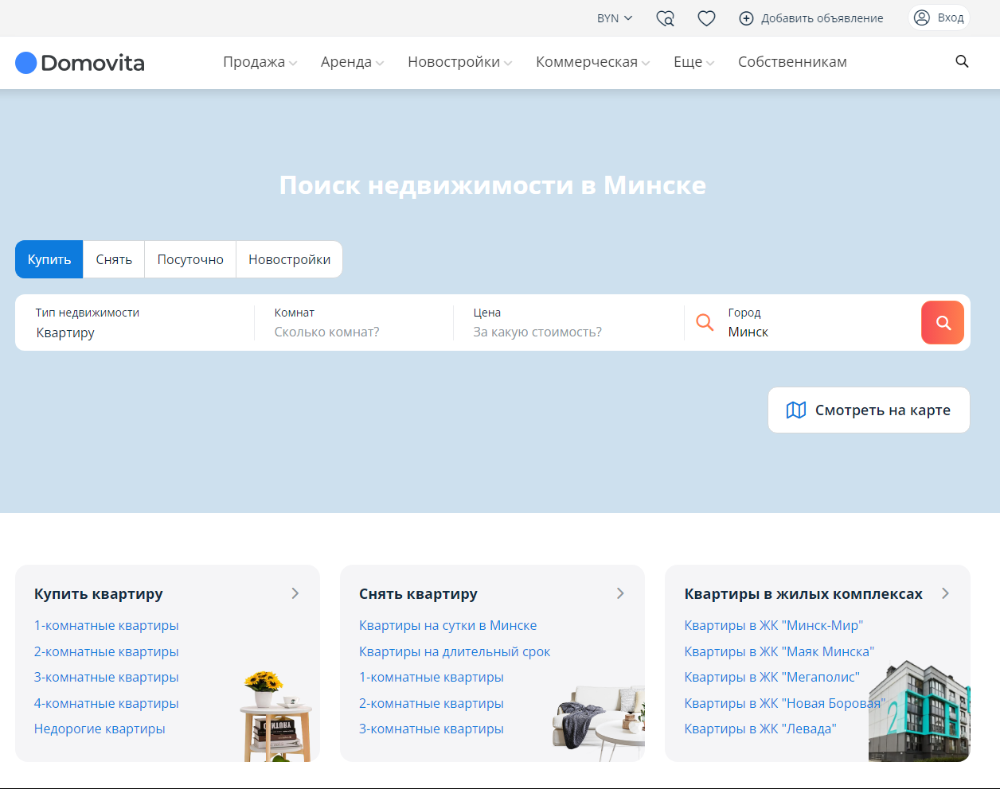 BYN
Добавить объявление
Вход
Domovita
Продажа
Аренда
Новостройки
Коммерческая
Еще
Собственникам
Поиск недвижимости в Минске
Купить
Снять
Посуточно
Новостройки
Тип недвижимости
Квартиру
Комнат
Сколько комнат?
Цена
За какую стоимость?
Город
Минск
Смотреть на карте
Купить квартиру
1-комнатные квартиры
2-комнатные квартиры
3-комнатные квартиры
4-комнатные квартиры
Недорогие квартиры
Снять квартиру
Квартиры на сутки в Минске
Квартиры на длительный срок
1-комнатные квартиры
2-комнатные квартиры
3-комнатные квартиры
Квартиры в жилых комплексах
Квартиры в ЖК "Минск-Мир"
Квартиры в ЖК "Маяк Минска"
Квартиры в ЖК "Мегаполис"
Квартиры в ЖК "Новая Боровая"
Квартиры в ЖК "Левада"
2